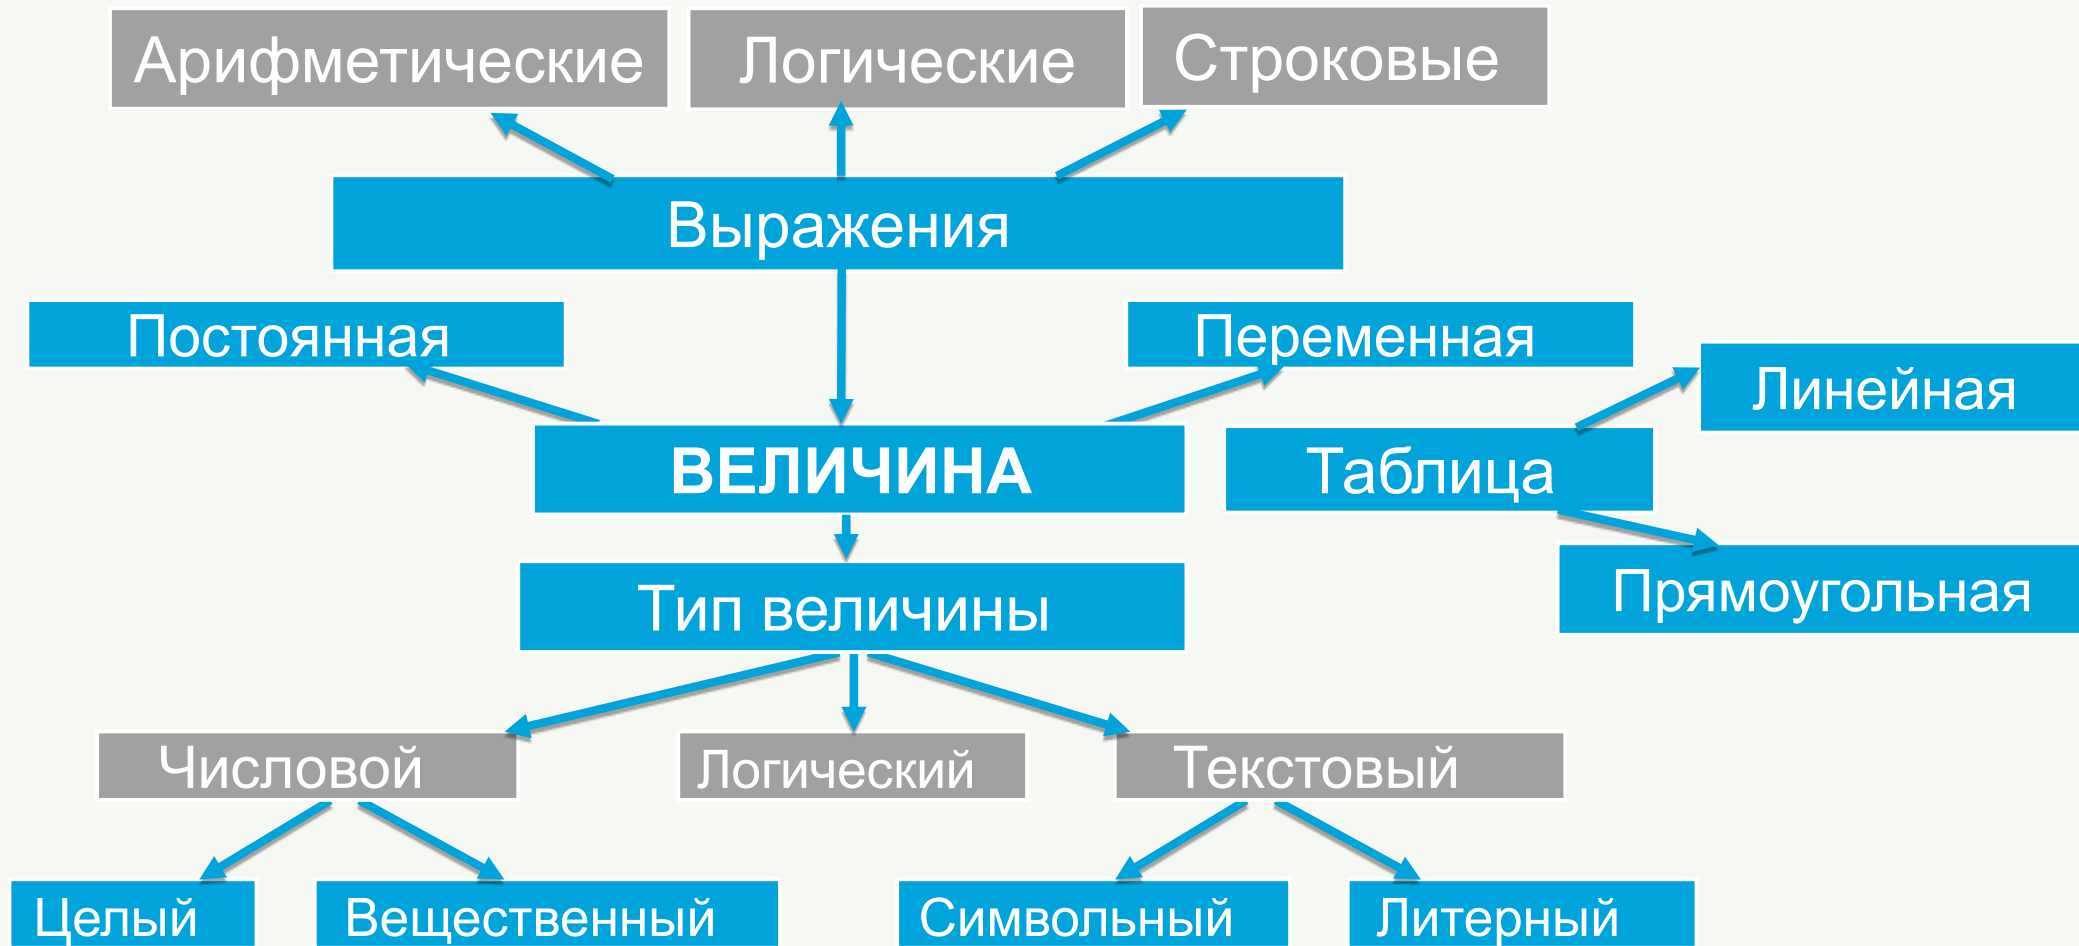 Арифметические
Логические
Строковые
Выражения
Постоянная
Переменная
Линейная
ВЕЛИЧИНА
Таблица
Прямоугольная
Тип величины
Числовой
Логический
Текстовый
Целый
Вещественный
Символьный
Литерный